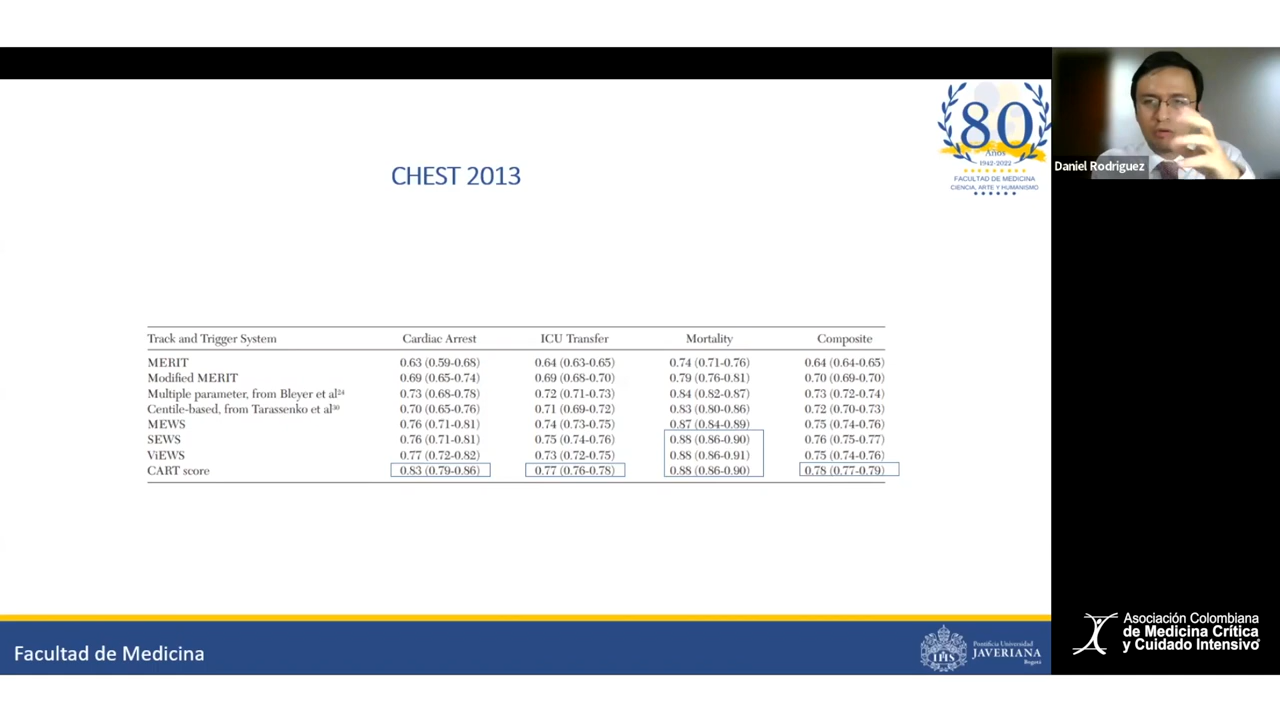 80
Años
1942-2022
FACULTAD DE MEDICINA
CIENCIA, ARTE Y HUMANISMO
Daniel Rodriguez
CHEST 2013
Track and Trigger System Cardiac Arrest ICU Transfer Mortality Composite
MERIT 0.63 (0.59-0.68) 0.64 (0.63-0.65) 0.74 (0.71-0.76) 0.64 (0.64-0.65)
Modified MERIT 0.69 (0.65-0.74) 0.69 (0.68-0.70) 0.79 (0.76-0.81) 0.70 (0.69-0.70)
Multiple parameter, from Bleyer et al²⁴ 0.73 (0.68-0.78) 0.72 (0.71-0.73) 0.84 (0.82-0.87) 0.73 (0.72-0.74)
Centile-based, from Tarassenko et al³⁰ 0.70 (0.65-0.76) 0.71 (0.69-0.72) 0.83 (0.80-0.86) 0.72 (0.70-0.73)
MEWS 0.76 (0.71-0.81) 0.74 (0.73-0.75) 0.87 (0.84-0.89) 0.75 (0.74-0.76)
SEWS 0.76 (0.71-0.81) 0.75 (0.74-0.76) 0.88 (0.86-0.90) 0.76 (0.75-0.77)
ViEWS 0.77 (0.72-0.82) 0.73 (0.72-0.75) 0.88 (0.86-0.91) 0.75 (0.74-0.76)
CART score 0.83 (0.79-0.86) 0.77 (0.76-0.78) 0.88 (0.86-0.90) 0.78 (0.77-0.79)
Facultad de Medicina
IHS
Pontificia Universidad
JAVERIANA
Bogotá
Asociación Colombiana
de Medicina Crítica
y Cuidado Intensivo